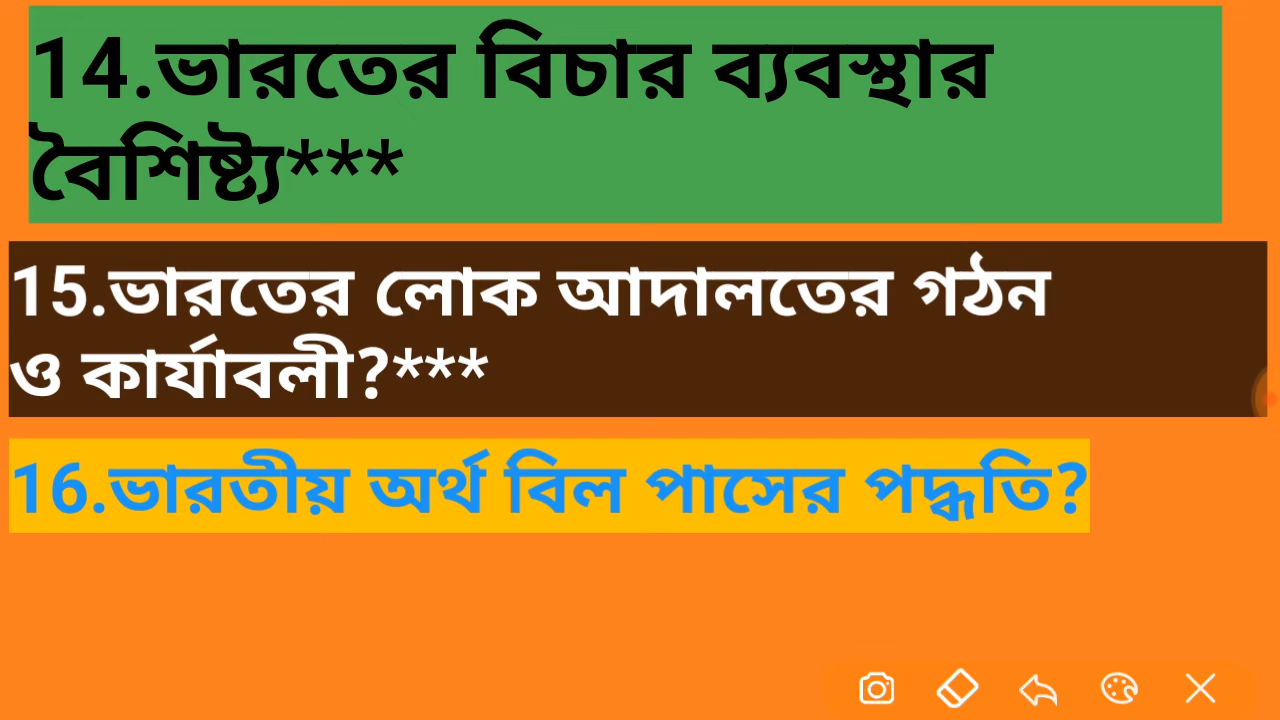 14.ভারতের বিচার ব্যবস্থার
বৈশিষ্ট্য***
15.ভারতের লোক আদালতের গঠন
ও কার্যাবলী?***
16.ভারতীয় অর্থ বিল পাসের পদ্ধতি?